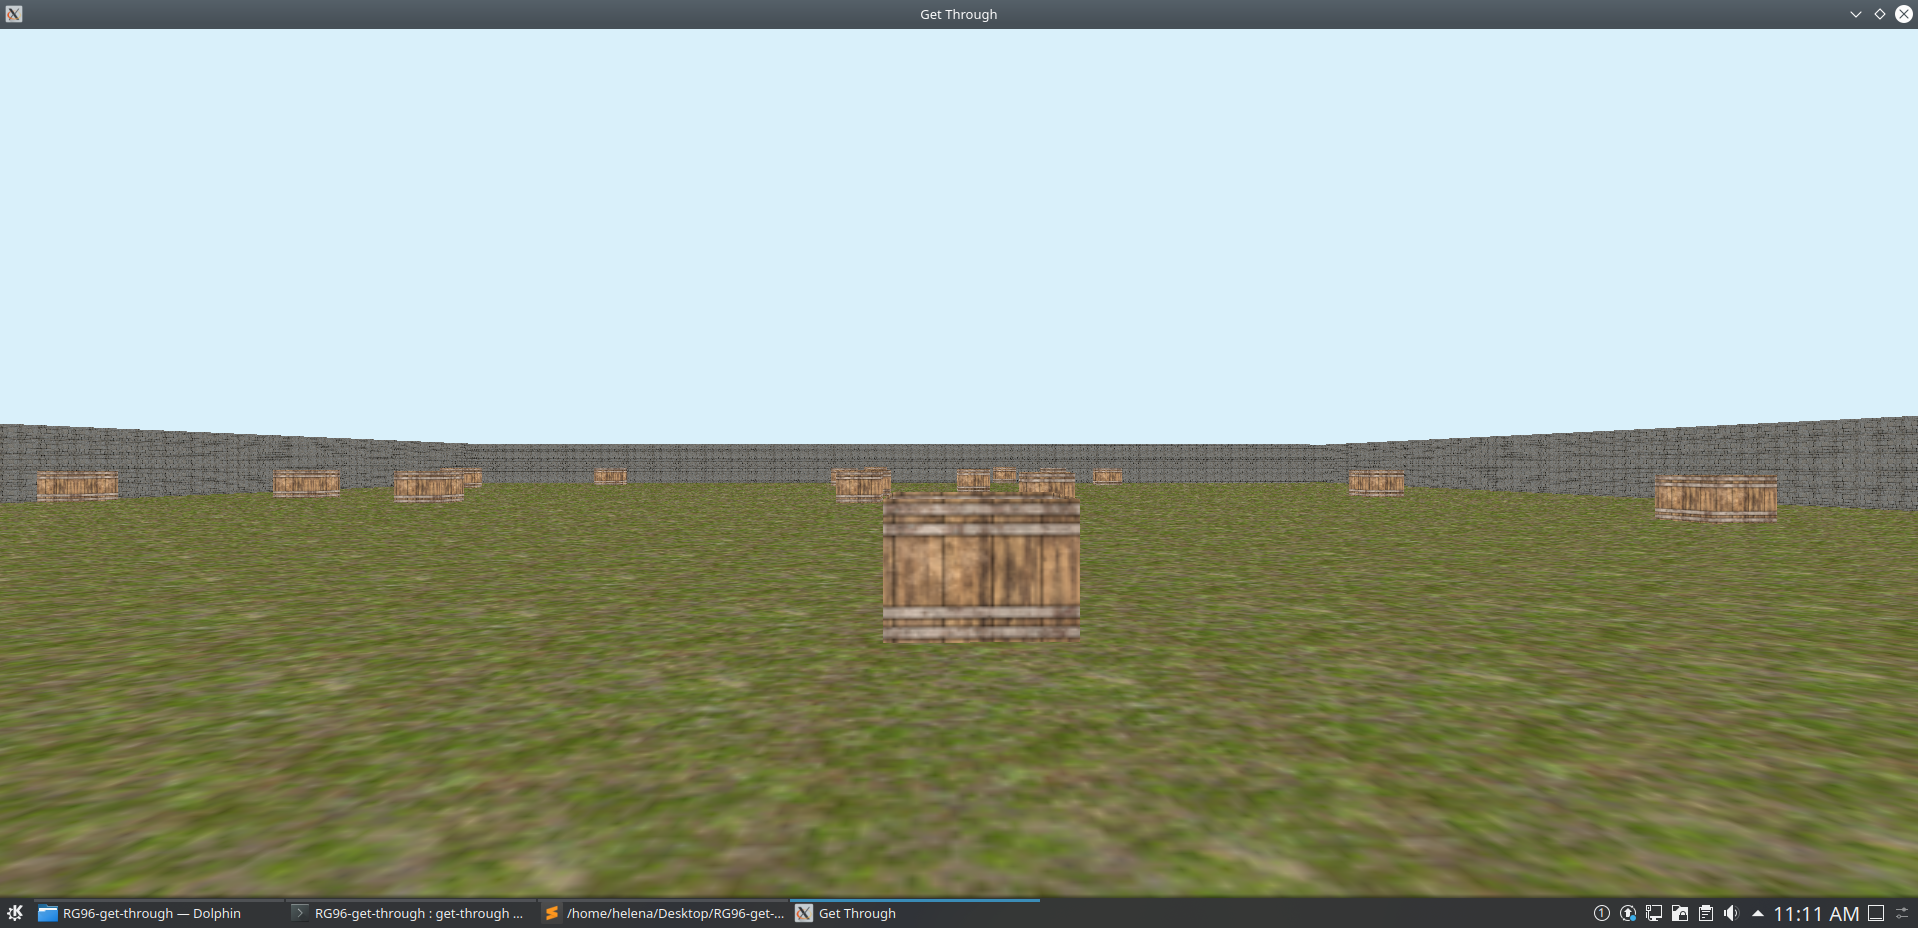 Get Through
RG96-get-through — Dolphin
RG96-get-through : get-through ...
/home/helena/Desktop/RG96-get-...
Get Through
1
11:11 AM